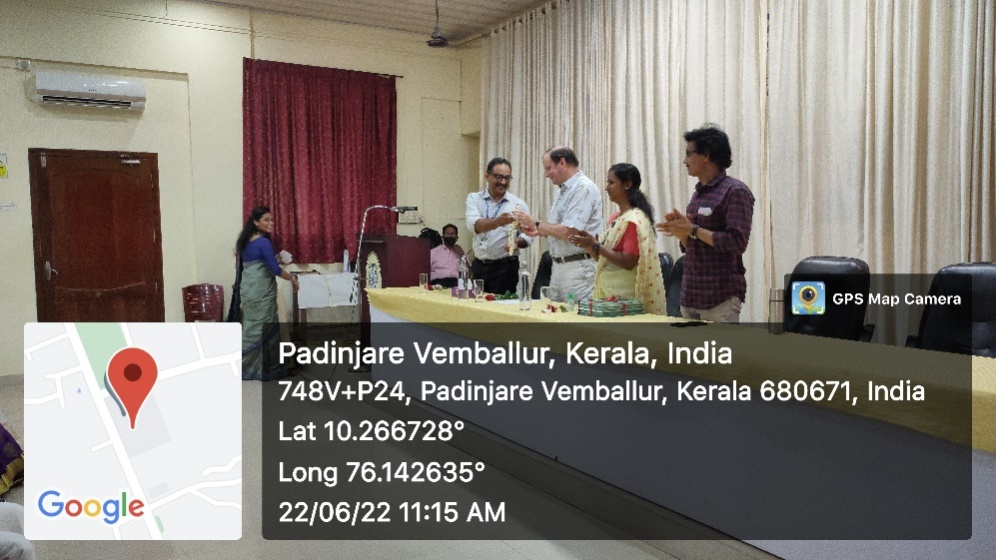 GPS Map Camera
Padinjare Vemballur, Kerala, India
748V+P24, Padinjare Vemballur, Kerala 680671, India
Lat 10.266728°
Long 76.142635°
22/06/22 11:15 AM
Google